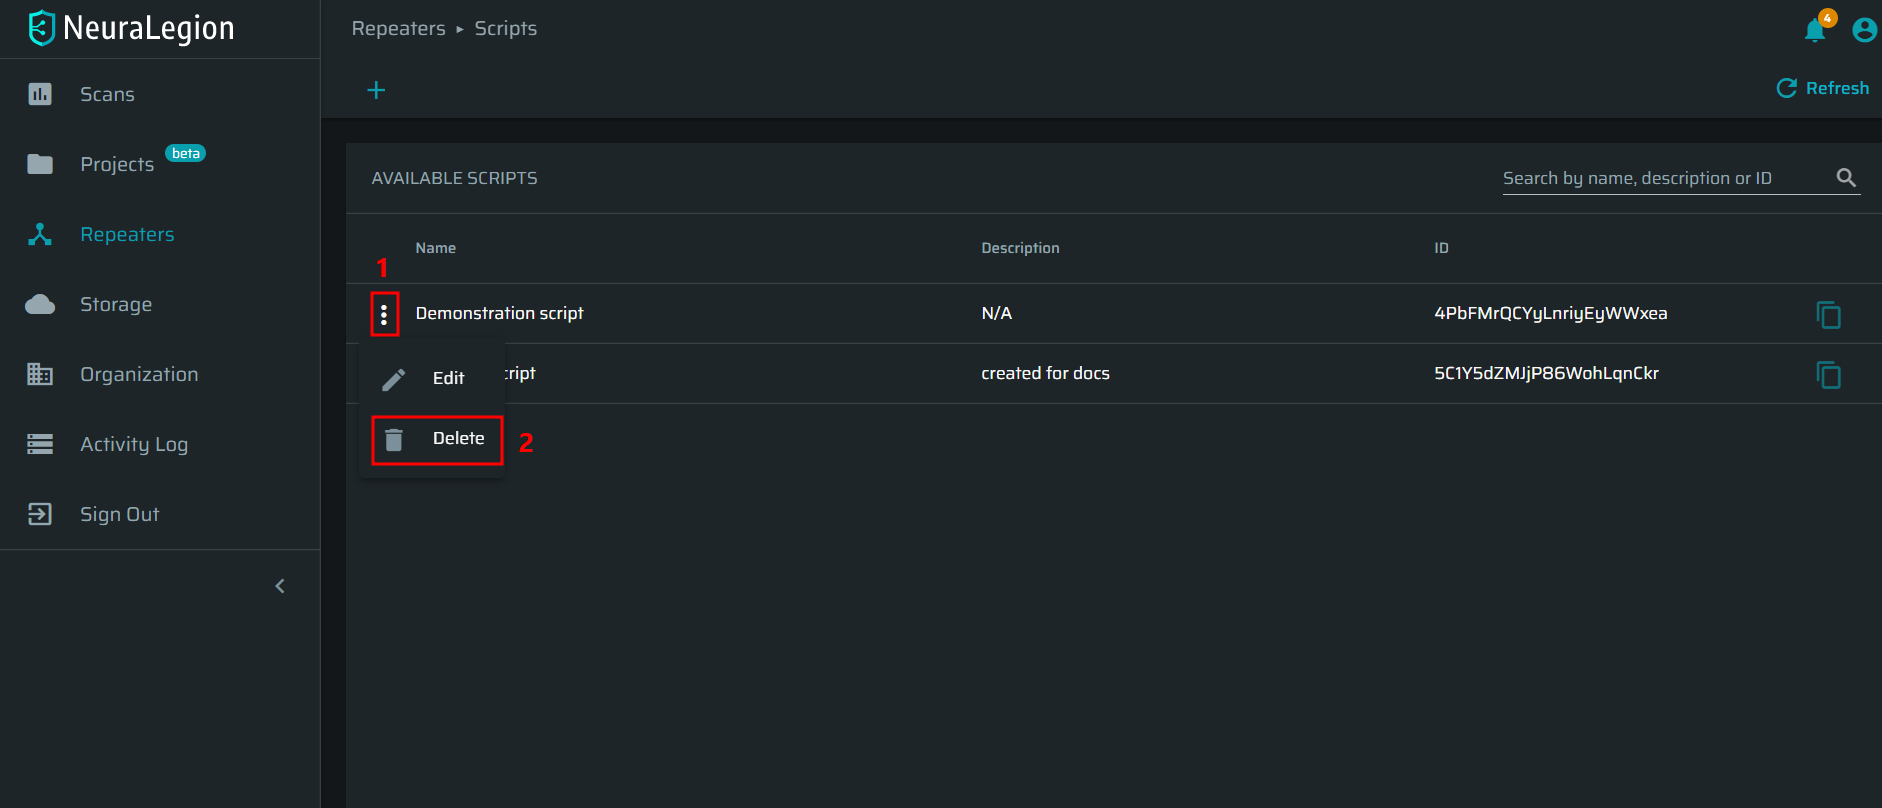 NeuraLegion
Scans
Projects beta
Repeaters
Storage
Organization
Activity Log
Sign Out
Repeaters ▸ Scripts
4
Refresh
AVAILABLE SCRIPTS
Search by name, description or ID
Name Description ID
1
Demonstration script N/A 4PbFMrQCYyLnriyEyWWxea
cript created for docs 5C1Y5dZMJjP86WohLqnCkr
Edit
Delete 2